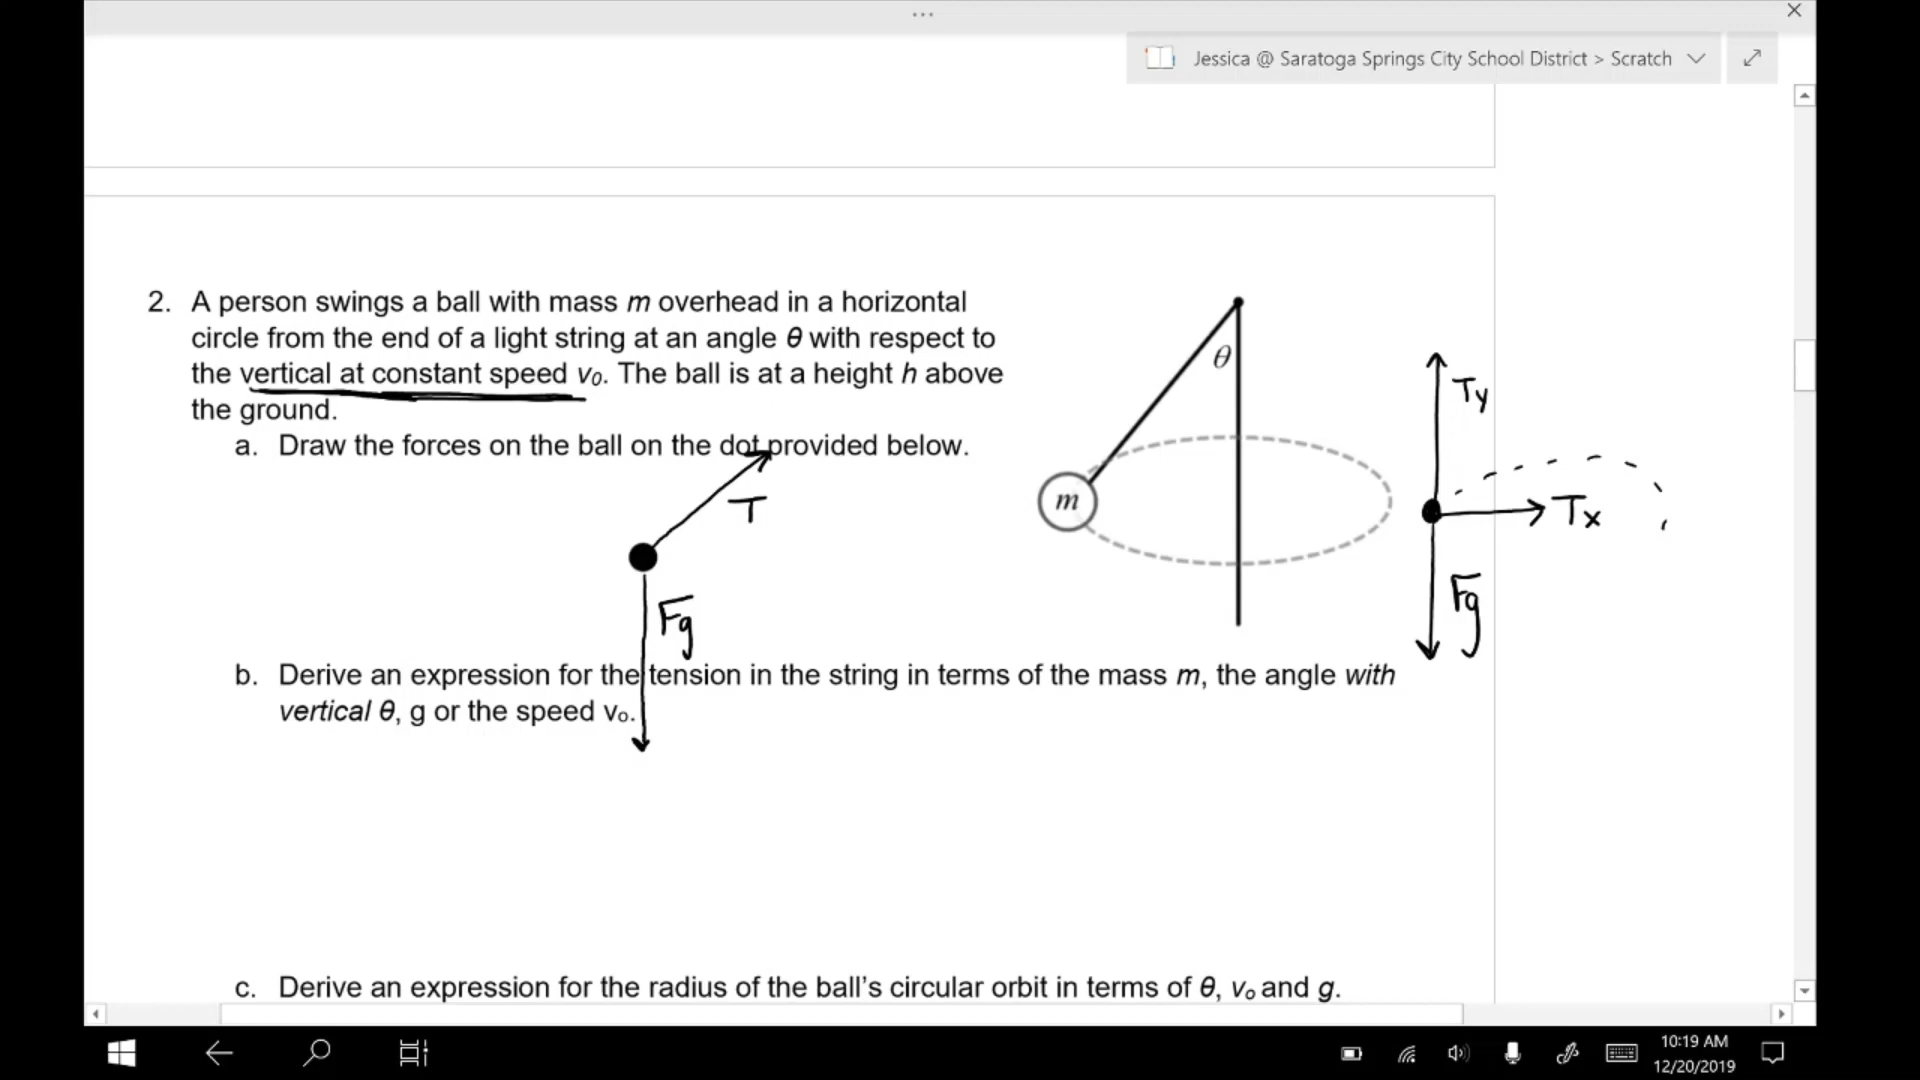 ...
Jessica @ Saratoga Springs City School District > Scratch
2. A person swings a ball with mass m overhead in a horizontal
circle from the end of a light string at an angle θ with respect to
the vertical at constant speed v₀. The ball is at a height h above
the ground.
a. Draw the forces on the ball on the dot provided below.
T
Fg
θ
m
Ty
Tx
Fg
b. Derive an expression for the tension in the string in terms of the mass m, the angle with
vertical θ, g or the speed vₒ.
c. Derive an expression for the radius of the ball's circular orbit in terms of θ, vₒ and g.
10:19 AM
12/20/2019